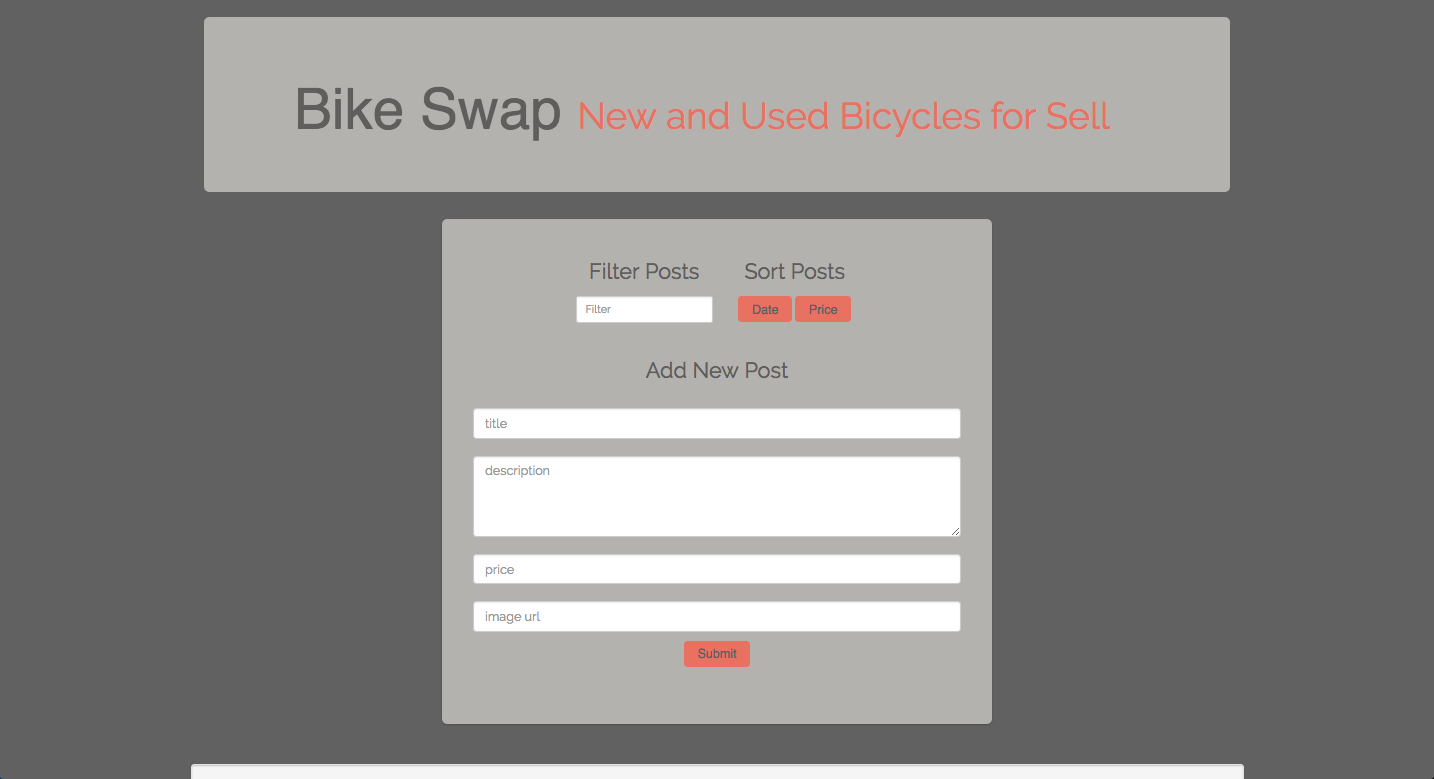 Bike Swap New and Used Bicycles for Sell
Filter Posts Sort Posts
Filter Date Price
Add New Post
title
description
price
image url
Submit